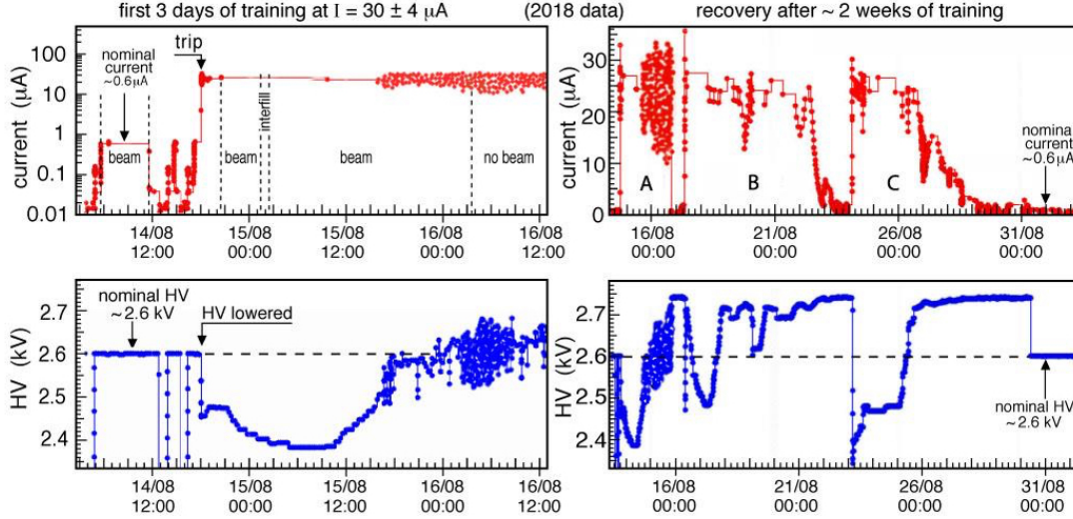 first 3 days of training at I = 30 ± 4 μA
(2018 data)
recovery after ~ 2 weeks of training
current (μA)
100
10
1
0.1
0.01
nominal
current
~0.6μA
trip
beam
beam
interfill
beam
no beam
14/08
12:00
15/08
00:00
15/08
12:00
16/08
00:00
16/08
12:00
current (μA)
30
20
10
0
A
B
C
nominal
current
~0.6μA
16/08
00:00
21/08
00:00
26/08
00:00
31/08
00:00
HV (kV)
2.7
2.6
2.5
2.4
nominal HV
~2.6 kV
HV lowered
14/08
12:00
15/08
00:00
15/08
12:00
16/08
00:00
16/08
12:00
HV (kV)
2.7
2.6
2.5
2.4
nominal HV
~2.6 kV
16/08
00:00
21/08
00:00
26/08
00:00
31/08
00:00